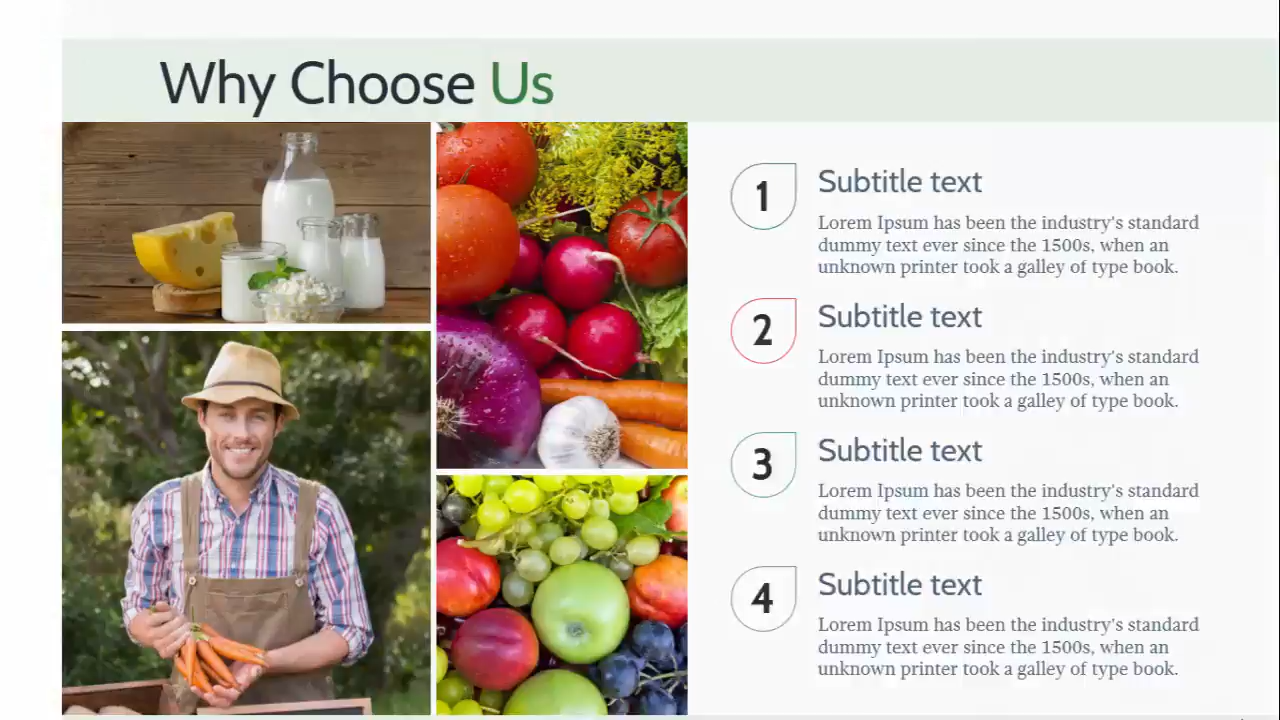 Why Choose Us
1
Subtitle text
Lorem Ipsum has been the industry's standard
dummy text ever since the 1500s, when an
unknown printer took a galley of type book.
2
Subtitle text
Lorem Ipsum has been the industry's standard
dummy text ever since the 1500s, when an
unknown printer took a galley of type book.
3
Subtitle text
Lorem Ipsum has been the industry's standard
dummy text ever since the 1500s, when an
unknown printer took a galley of type book.
4
Subtitle text
Lorem Ipsum has been the industry's standard
dummy text ever since the 1500s, when an
unknown printer took a galley of type book.